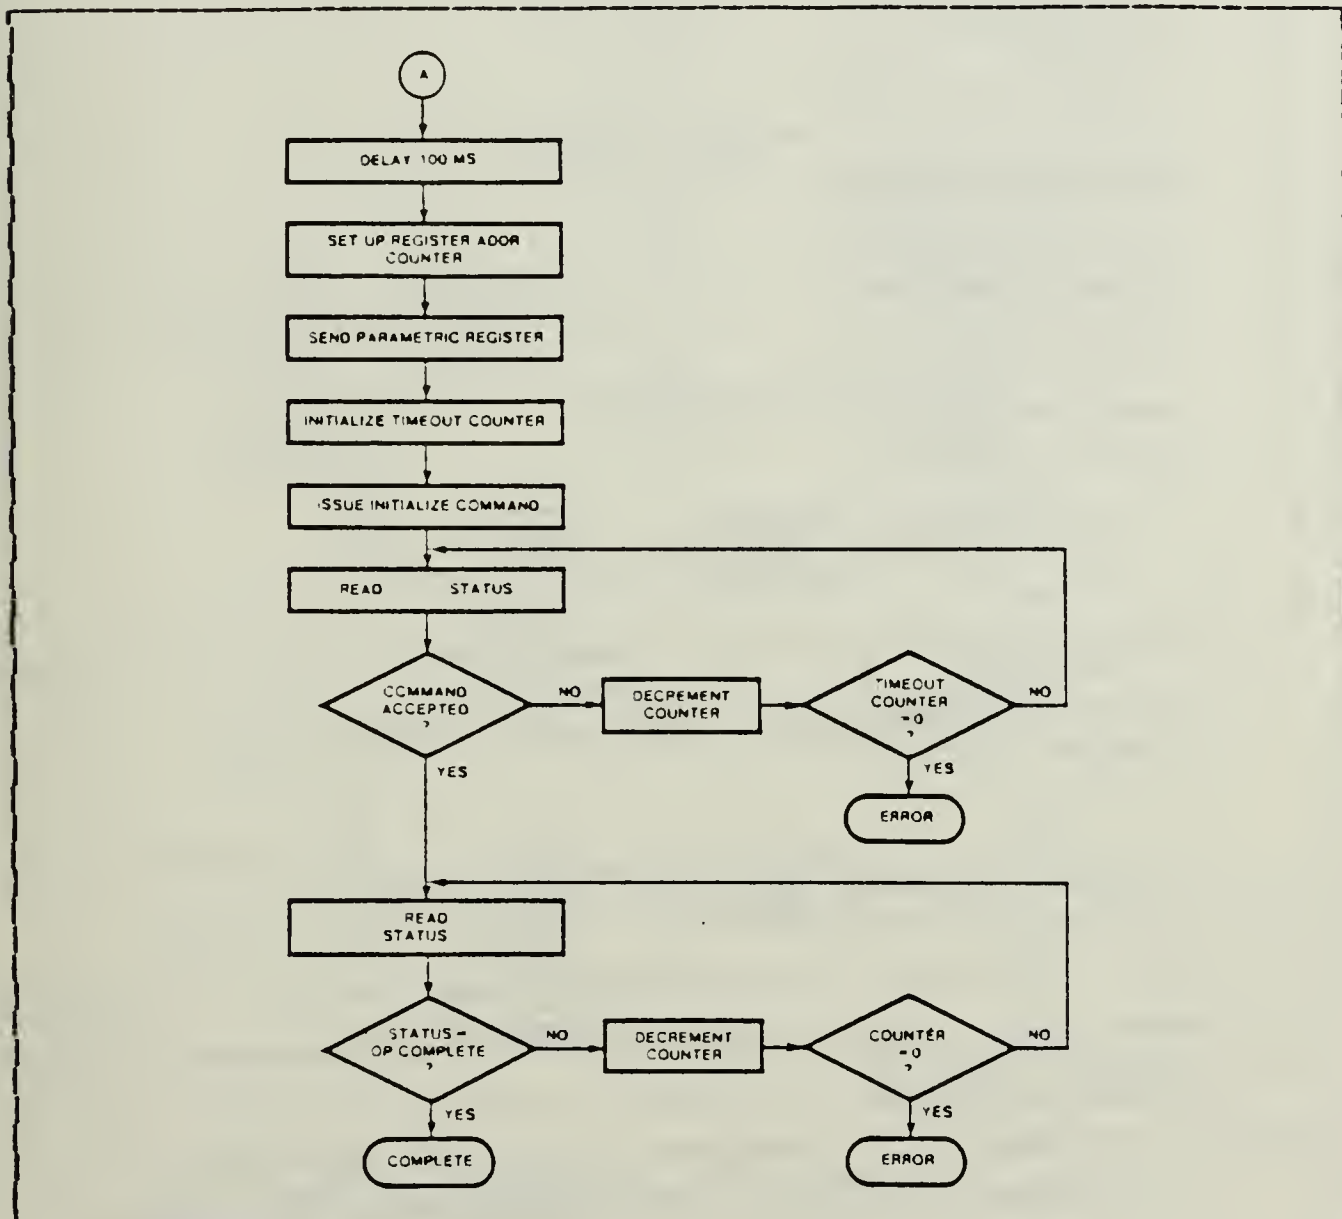 A
DELAY 100 MS
SET UP REGISTER ADDR
COUNTER
SEND PARAMETRIC REGISTER
INITIALIZE TIMEOUT COUNTER
ISSUE INITIALIZE COMMAND
READ STATUS
COMMAND
ACCEPTED
?
NO
YES
DECREMENT
COUNTER
TIMEOUT
COUNTER
=0
?
NO
YES
ERROR
READ
STATUS
STATUS =
OP COMPLETE
?
NO
YES
DECREMENT
COUNTER
COUNTER
=0
?
NO
YES
COMPLETE
ERROR